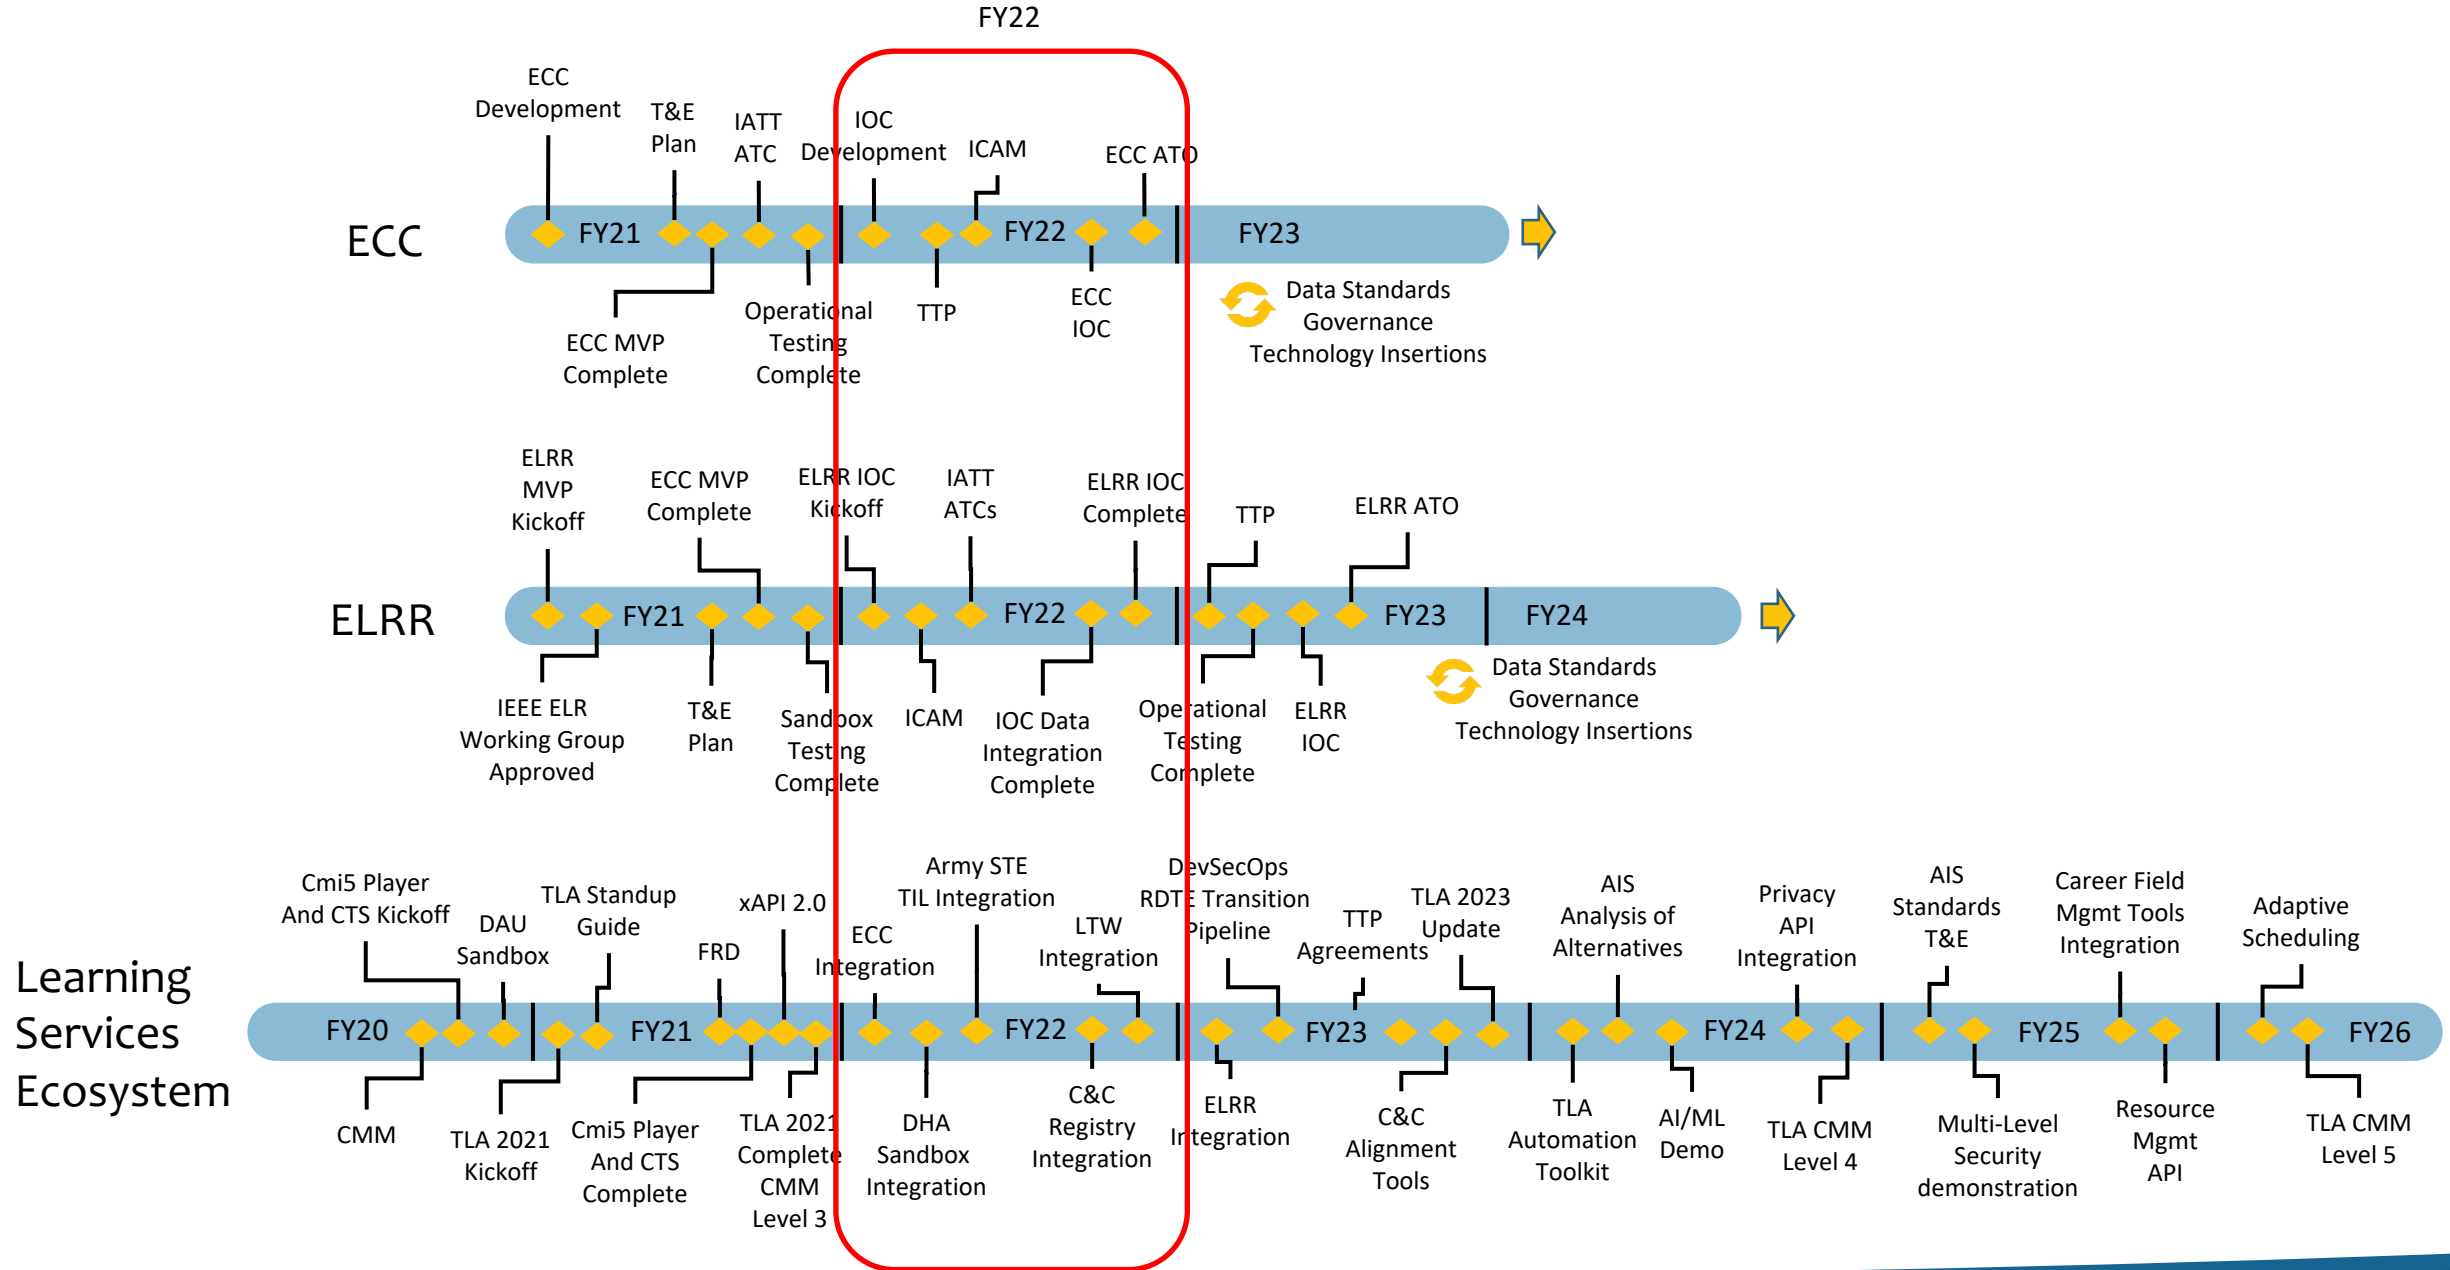 FY22
ECC
Development
T&E
Plan
IATT
ATC
IOC
Development
ICAM
ECC ATO
ECC
FY21
FY22
FY23
ECC MVP
Complete
Operational
Testing
Complete
TTP
ECC
IOC
Data Standards
Governance
Technology Insertions
ELRR
MVP
Kickoff
ECC MVP
Complete
ELRR IOC
Kickoff
IATT
ATCs
ELRR IOC
Complete
TTP
ELRR ATO
ELRR
FY21
FY22
FY23
FY24
IEEE ELR
Working Group
Approved
T&E
Plan
Sandbox
Testing
Complete
ICAM
IOC Data
Integration
Complete
Operational
Testing
Complete
ELRR
IOC
Data Standards
Governance
Technology Insertions
Cmi5 Player
And CTS Kickoff
DAU
Sandbox
TLA Standup
Guide
FRD
xAPI 2.0
ECC
Integration
Army STE
TIL Integration
LTW
Integration
DevSecOps
RDTE Transition
Pipeline
TTP
Agreements
TLA 2023
Update
AIS
Analysis of
Alternatives
Privacy
API
Integration
AIS
Standards
T&E
Career Field
Mgmt Tools
Integration
Adaptive
Scheduling
Learning
Services
Ecosystem
FY20
FY21
FY22
FY23
FY24
FY25
FY26
CMM
TLA 2021
Kickoff
Cmi5 Player
And CTS
Complete
TLA 2021
Complete
CMM
Level 3
DHA
Sandbox
Integration
C&C
Registry
Integration
ELRR
Integration
C&C
Alignment
Tools
TLA
Automation
Toolkit
AI/ML
Demo
TLA CMM
Level 4
Multi-Level
Security
demonstration
Resource
Mgmt
API
TLA CMM
Level 5